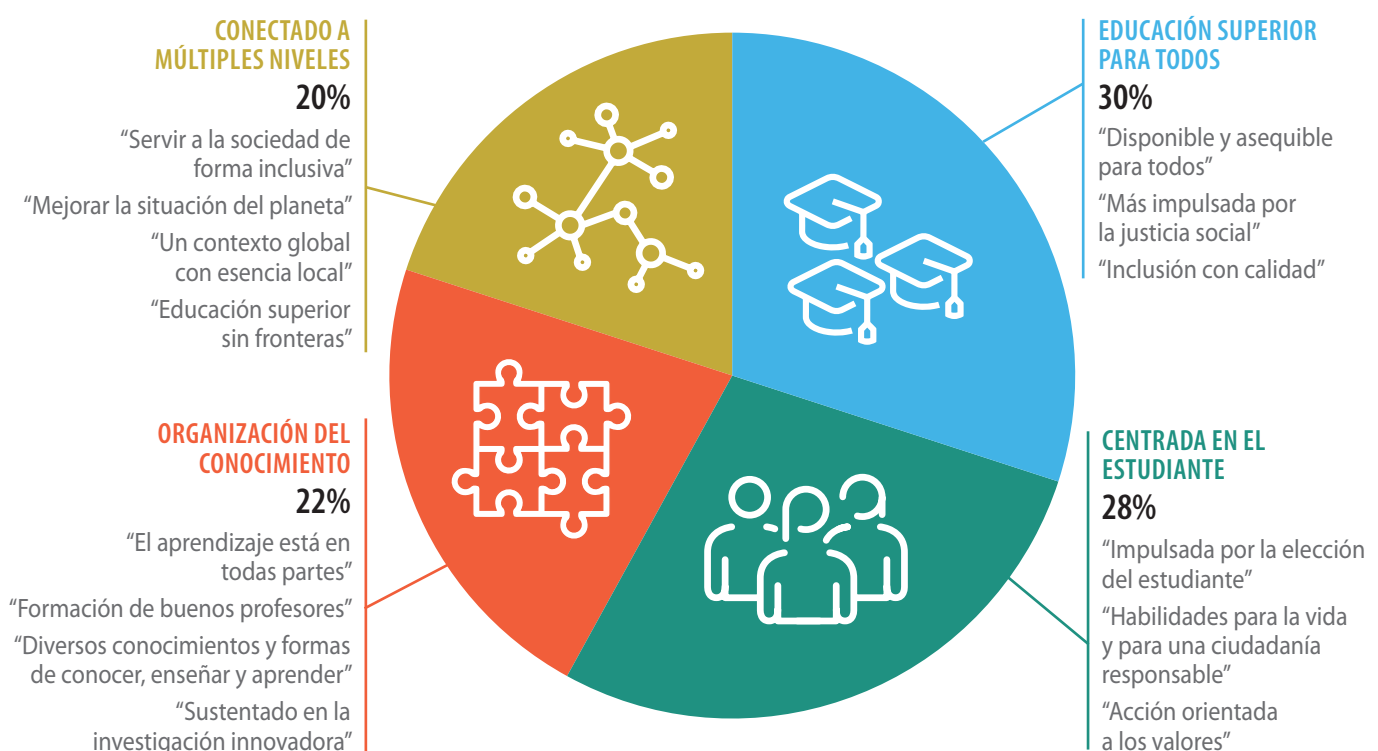 CONECTADO A
MÚLTIPLES NIVELES
20%
“Servir a la sociedad de
forma inclusiva”
“Mejorar la situación del planeta”
“Un contexto global
con esencia local”
“Educación superior
sin fronteras”
EDUCACIÓN SUPERIOR
PARA TODOS
30%
“Disponible y asequible
para todos”
“Más impulsada por
la justicia social”
“Inclusión con calidad”
ORGANIZACIÓN DEL
CONOCIMIENTO
22%
“El aprendizaje está en
todas partes”
“Formación de buenos profesores”
“Diversos conocimientos y formas
de conocer, enseñar y aprender”
“Sustentado en la
investigación innovadora”
CENTRADA EN EL
ESTUDIANTE
28%
“Impulsada por la elección
del estudiante”
“Habilidades para la vida
y para una ciudadanía
responsable”
“Acción orientada
a los valores”